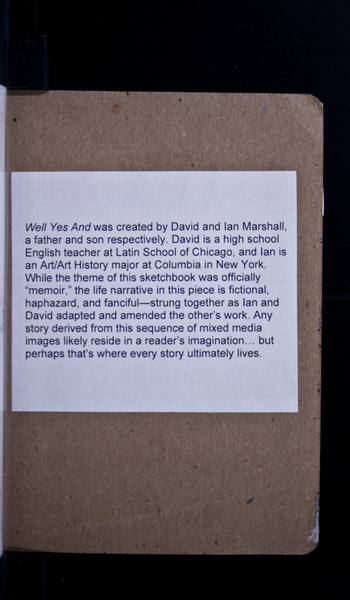 Well Yes And was created by David and Ian Marshall,
a father and son respectively. David is a high school
English teacher at Latin School of Chicago, and Ian is
an Art/Art History major at Columbia in New York.
While the theme of this sketchbook was officially
“memoir,” the life narrative in this piece is fictional,
haphazard, and fanciful—strung together as Ian and
David adapted and amended the other’s work. Any
story derived from this sequence of mixed media
images likely reside in a reader’s imagination… but
perhaps that’s where every story ultimately lives.